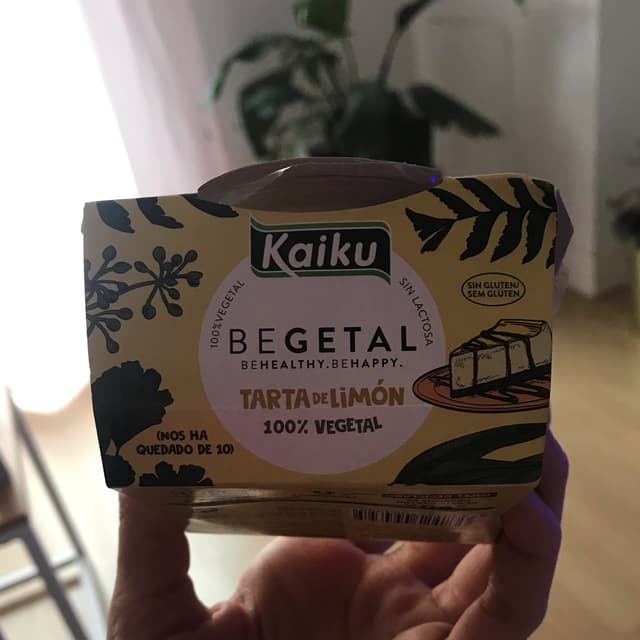 Kaiku
100% VEGETAL
SIN LACTOSA
SIN GLUTEN/
SEM GLÚTEN
BEGETAL
BEHEALTHY.BEHAPPY.
TARTA DE LiMÓN
100% VEGETAL
(NOS HA
QUEDADO DE 10)